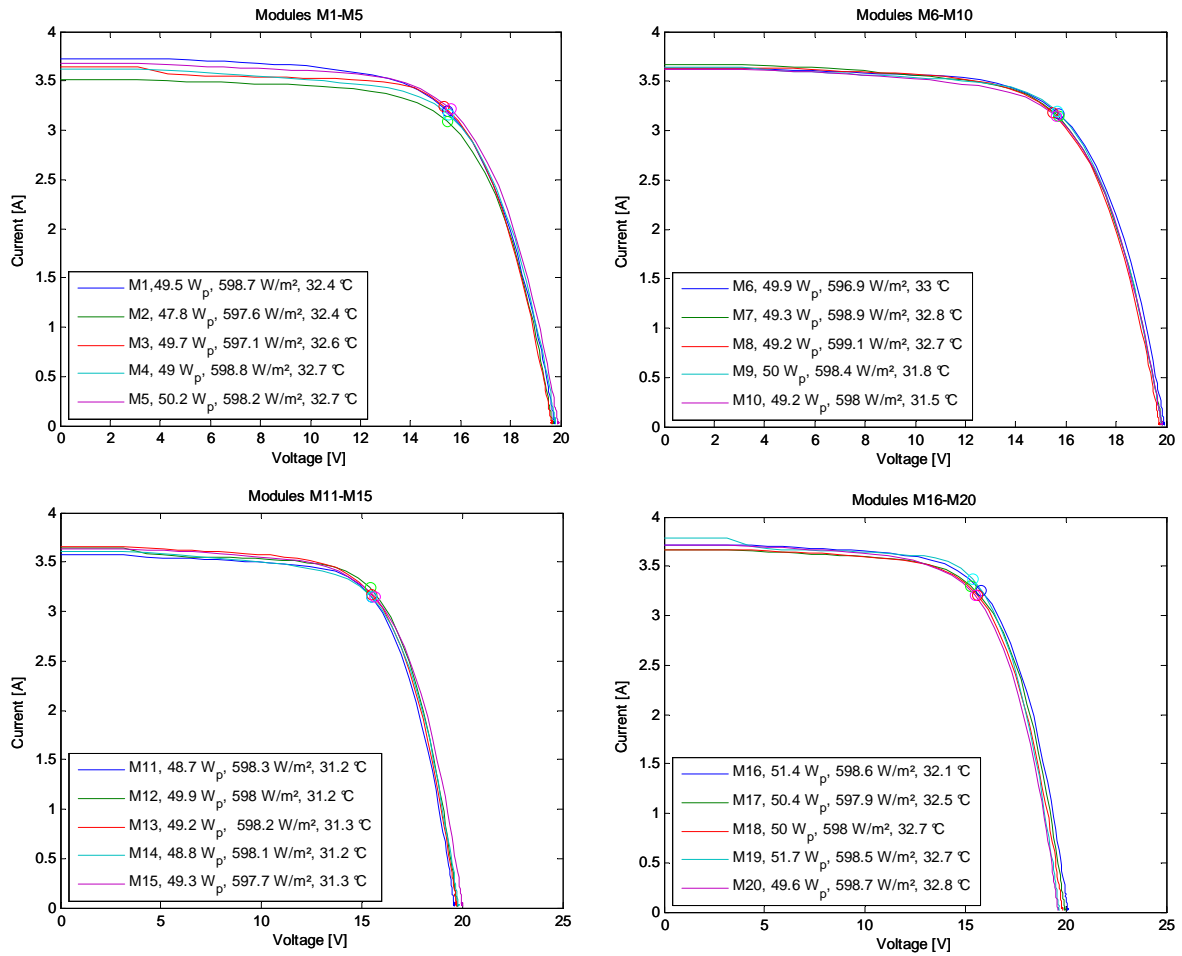 Modules M1-M5
4
3.5
3
2.5
2
1.5
1
0.5
0
Current [A]
M1,49.5 Wp, 598.7 W/m², 32.4 °C
M2, 47.8 Wp, 597.6 W/m², 32.4 °C
M3, 49.7 Wp, 597.1 W/m², 32.6 °C
M4, 49 Wp, 598.8 W/m², 32.7 °C
M5, 50.2 Wp, 598.2 W/m², 32.7 °C
0 2 4 6 8 10 12 14 16 18 20
Voltage [V]
Modules M6-M10
4
3.5
3
2.5
2
1.5
1
0.5
0
Current [A]
M6, 49.9 Wp, 596.9 W/m², 33 °C
M7, 49.3 Wp, 598.9 W/m², 32.8 °C
M8, 49.2 Wp, 599.1 W/m², 32.7 °C
M9, 50 Wp, 598.4 W/m², 31.8 °C
M10, 49.2 Wp, 598 W/m², 31.5 °C
0 2 4 6 8 10 12 14 16 18 20
Voltage [V]
Modules M11-M15
4
3.5
3
2.5
2
1.5
1
0.5
0
Current [A]
M11, 48.7 Wp, 598.3 W/m², 31.2 °C
M12, 49.9 Wp, 598 W/m², 31.2 °C
M13, 49.2 Wp, 598.2 W/m², 31.3 °C
M14, 48.8 Wp, 598.1 W/m², 31.2 °C
M15, 49.3 Wp, 597.7 W/m², 31.3 °C
0 5 10 15 20 25
Voltage [V]
Modules M16-M20
4
3.5
3
2.5
2
1.5
1
0.5
0
Current [A]
M16, 51.4 Wp, 598.6 W/m², 32.1 °C
M17, 50.4 Wp, 597.9 W/m², 32.5 °C
M18, 50 Wp, 598 W/m², 32.7 °C
M19, 51.7 Wp, 598.5 W/m², 32.7 °C
M20, 49.6 Wp, 598.7 W/m², 32.8 °C
0 5 10 15 20 25
Voltage [V]